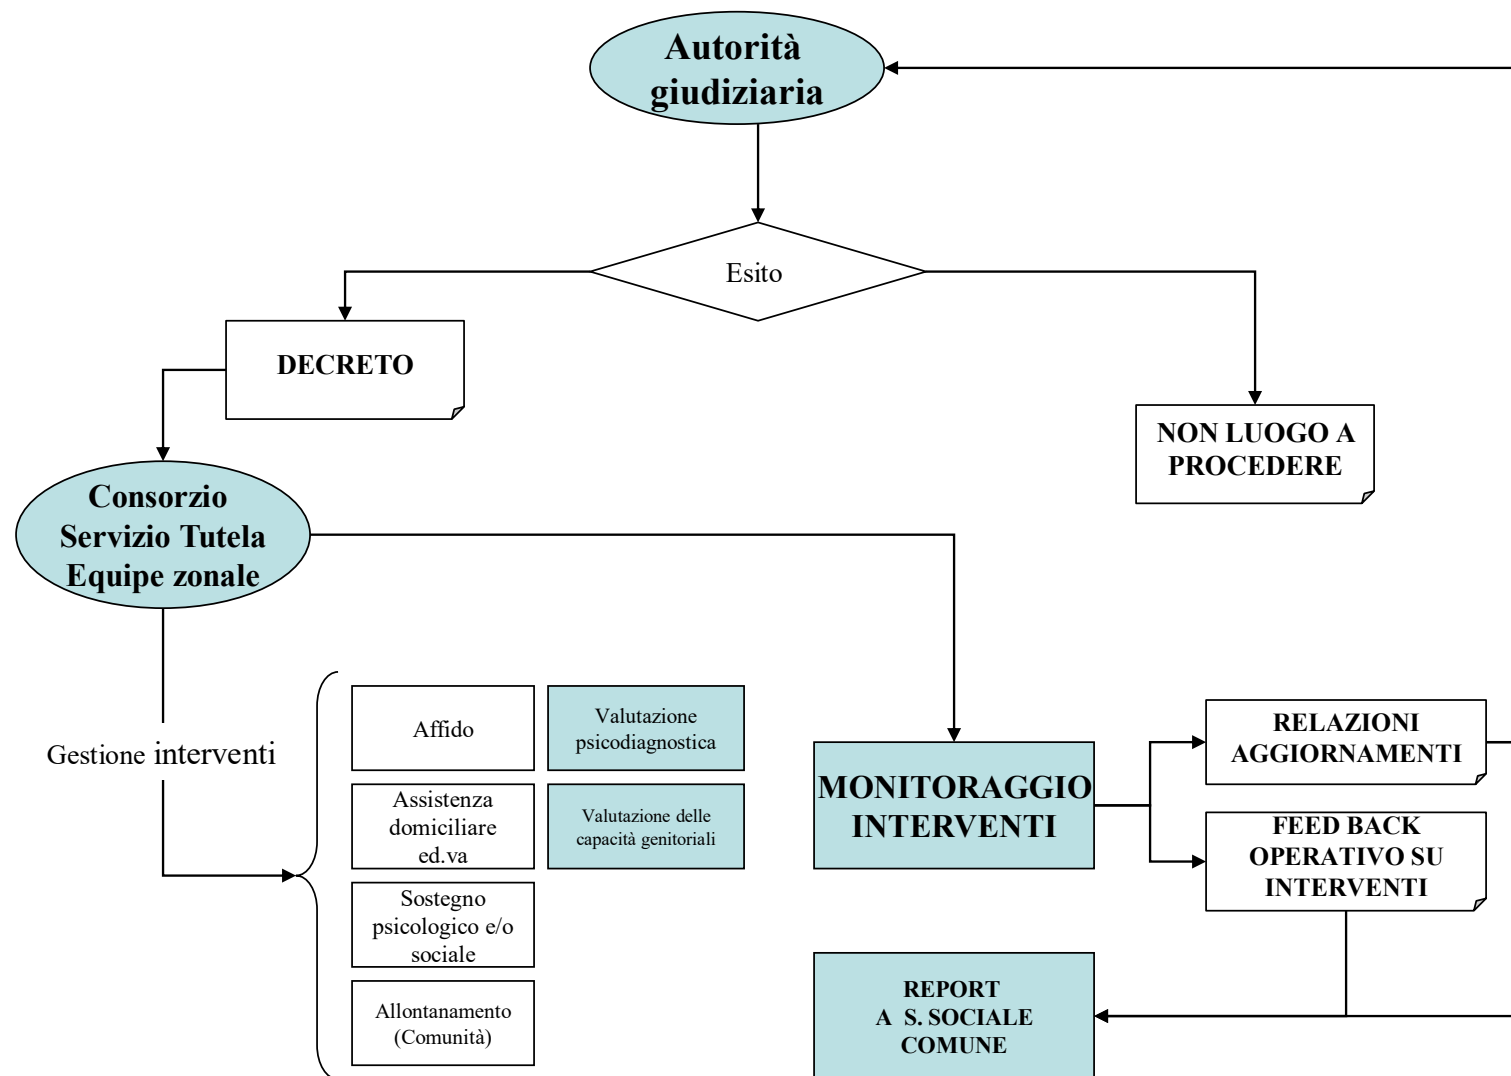 Autorità
giudiziaria
Esito
DECRETO
NON LUOGO A
PROCEDERE
Consorzio
Servizio Tutela
Equipe zonale
Gestione interventi
Affido
Valutazione
psicodiagnostica
Assistenza
domiciliare
ed.va
Valutazione delle
capacità genitoriali
Sostegno
psicologico e/o
sociale
Allontanamento
(Comunità)
MONITORAGGIO
INTERVENTI
RELAZIONI
AGGIORNAMENTI
FEED BACK
OPERATIVO SU
INTERVENTI
REPORT
A S. SOCIALE
COMUNE